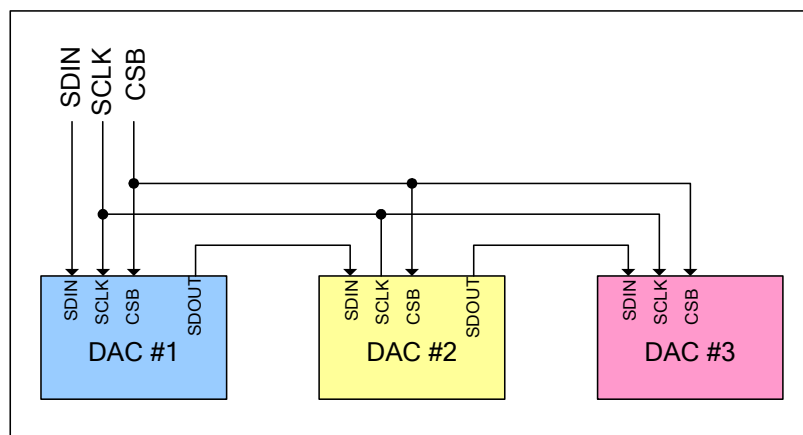 SDIN
SCLK
CSB
SDIN
SCLK
CSB
SDOUT
DAC #1
SDIN
SCLK
CSB
SDOUT
DAC #2
SDIN
SCLK
CSB
DAC #3